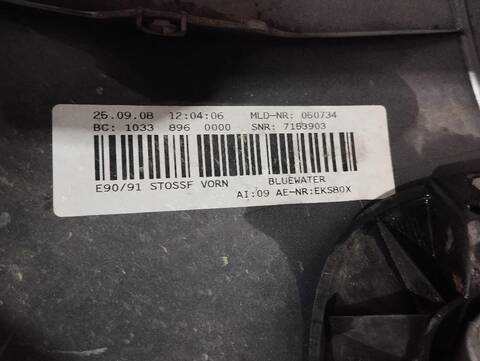 25.09.08 12:04:06 MLD-NR: 060734
BC: 1033 896 0000 SNR: 7153903
E90/91 STOSSF VORN BLUEWATER
AI:09 AE-NR:EKS80X